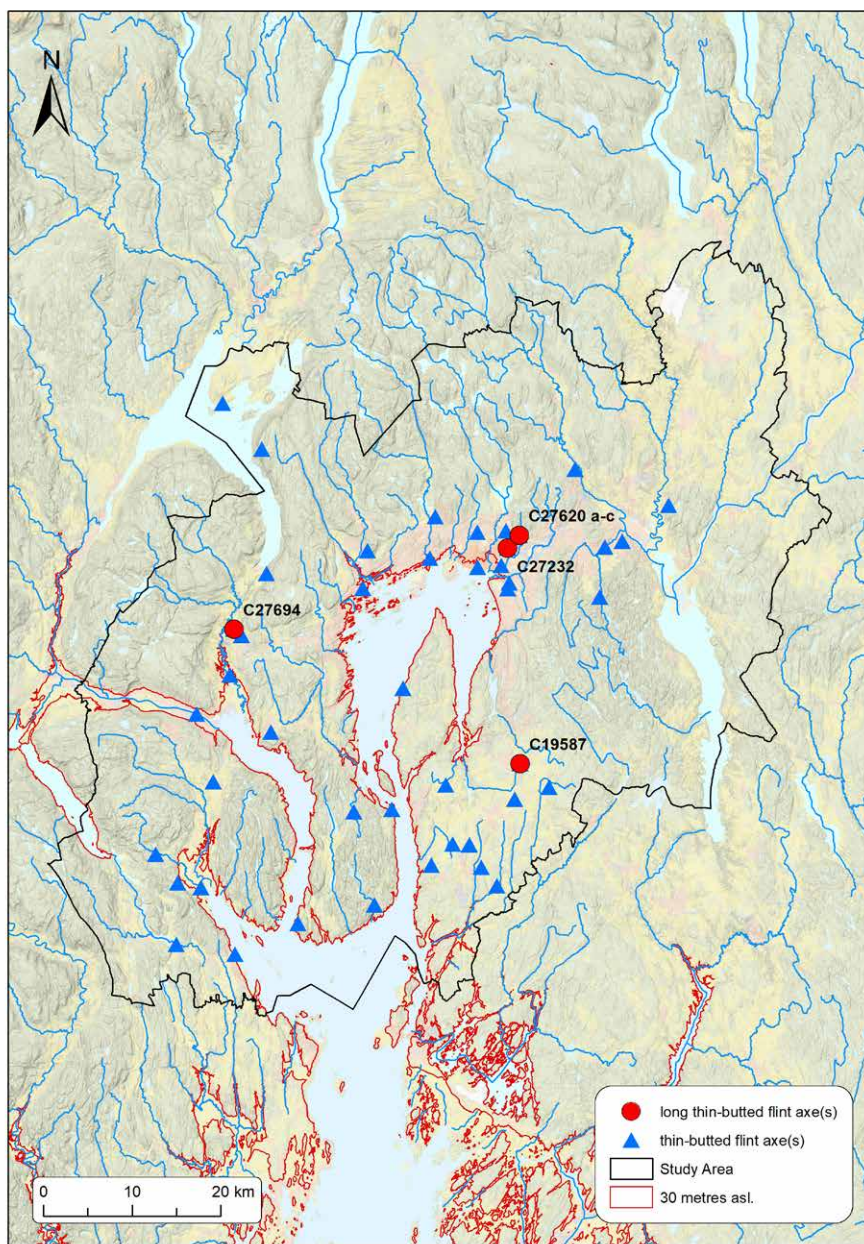 N
C27620 a-c
C27232
C27694
C19587
long thin-butted flint axe(s)
thin-butted flint axe(s)
Study Area
30 metres asl.
0 10 20 km